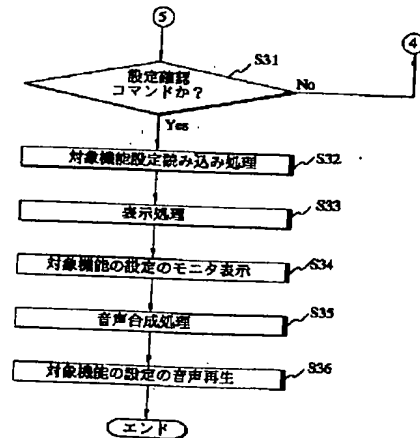 5
4
設定確認
コマンドか？
S31
No
Yes
対象機能設定読み込み処理
S32
表示処理
S33
対象機能の設定のモニタ表示
S34
音声合成処理
S35
対象機能の設定の音声再生
S36
エンド